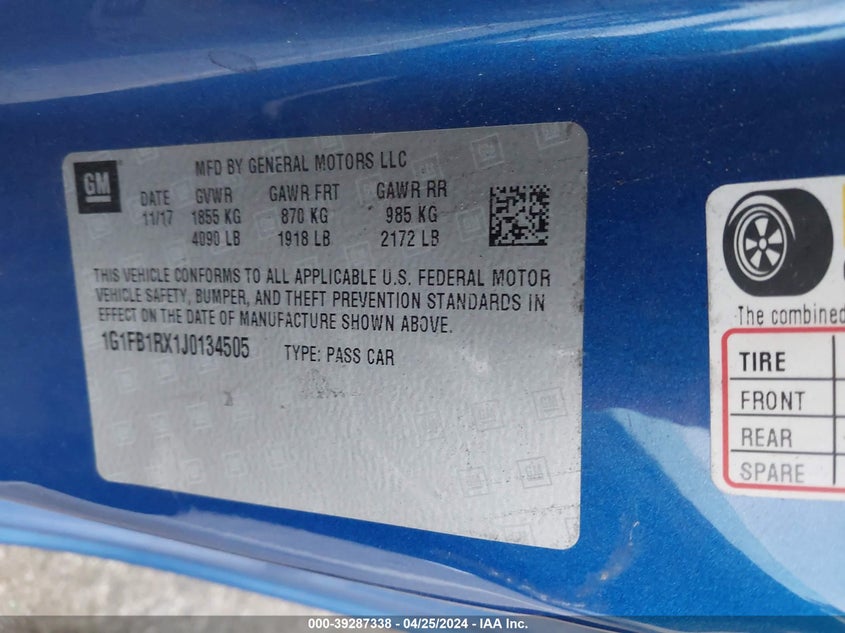 GM
MFD BY GENERAL MOTORS LLC
DATE GVWR GAWR FRT GAWR RR
11/17 1855 KG 870 KG 985 KG
4090 LB 1918 LB 2172 LB
THIS VEHICLE CONFORMS TO ALL APPLICABLE U.S. FEDERAL MOTOR
VEHICLE SAFETY, BUMPER, AND THEFT PREVENTION STANDARDS IN
EFFECT ON THE DATE OF MANUFACTURE SHOWN ABOVE.
1G1FB1RX1J0134505 TYPE: PASS CAR
GM
The combined
TIRE
FRONT
REAR
SPARE
000-39287338 - 04/25/2024 - IAA Inc.